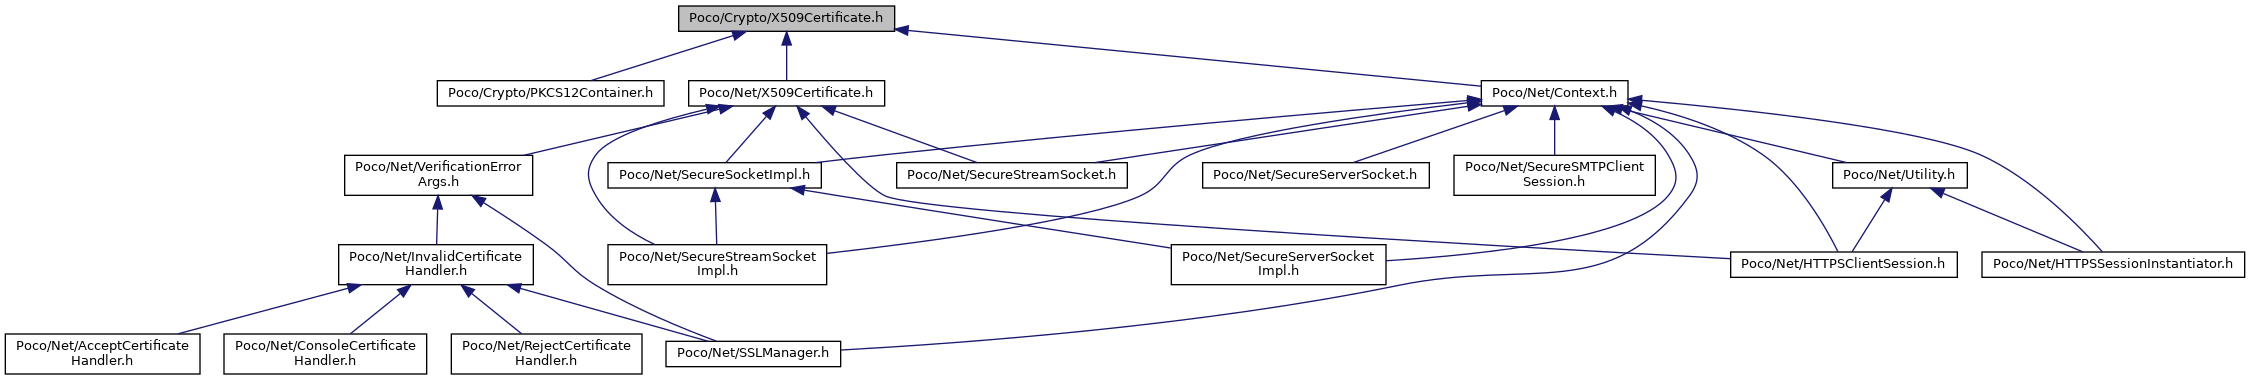 Poco/Crypto/X509Certificate.h
Poco/Crypto/PKCS12Container.h
Poco/Net/X509Certificate.h
Poco/Net/Context.h
Poco/Net/VerificationError
Args.h
Poco/Net/SecureSocketImpl.h
Poco/Net/SecureStreamSocket.h
Poco/Net/SecureServerSocket.h
Poco/Net/SecureSMTPClient
Session.h
Poco/Net/Utility.h
Poco/Net/InvalidCertificate
Handler.h
Poco/Net/SecureStreamSocket
Impl.h
Poco/Net/SecureServerSocket
Impl.h
Poco/Net/HTTPSClientSession.h
Poco/Net/HTTPSSessionInstantiator.h
Poco/Net/AcceptCertificate
Handler.h
Poco/Net/ConsoleCertificate
Handler.h
Poco/Net/RejectCertificate
Handler.h
Poco/Net/SSLManager.h